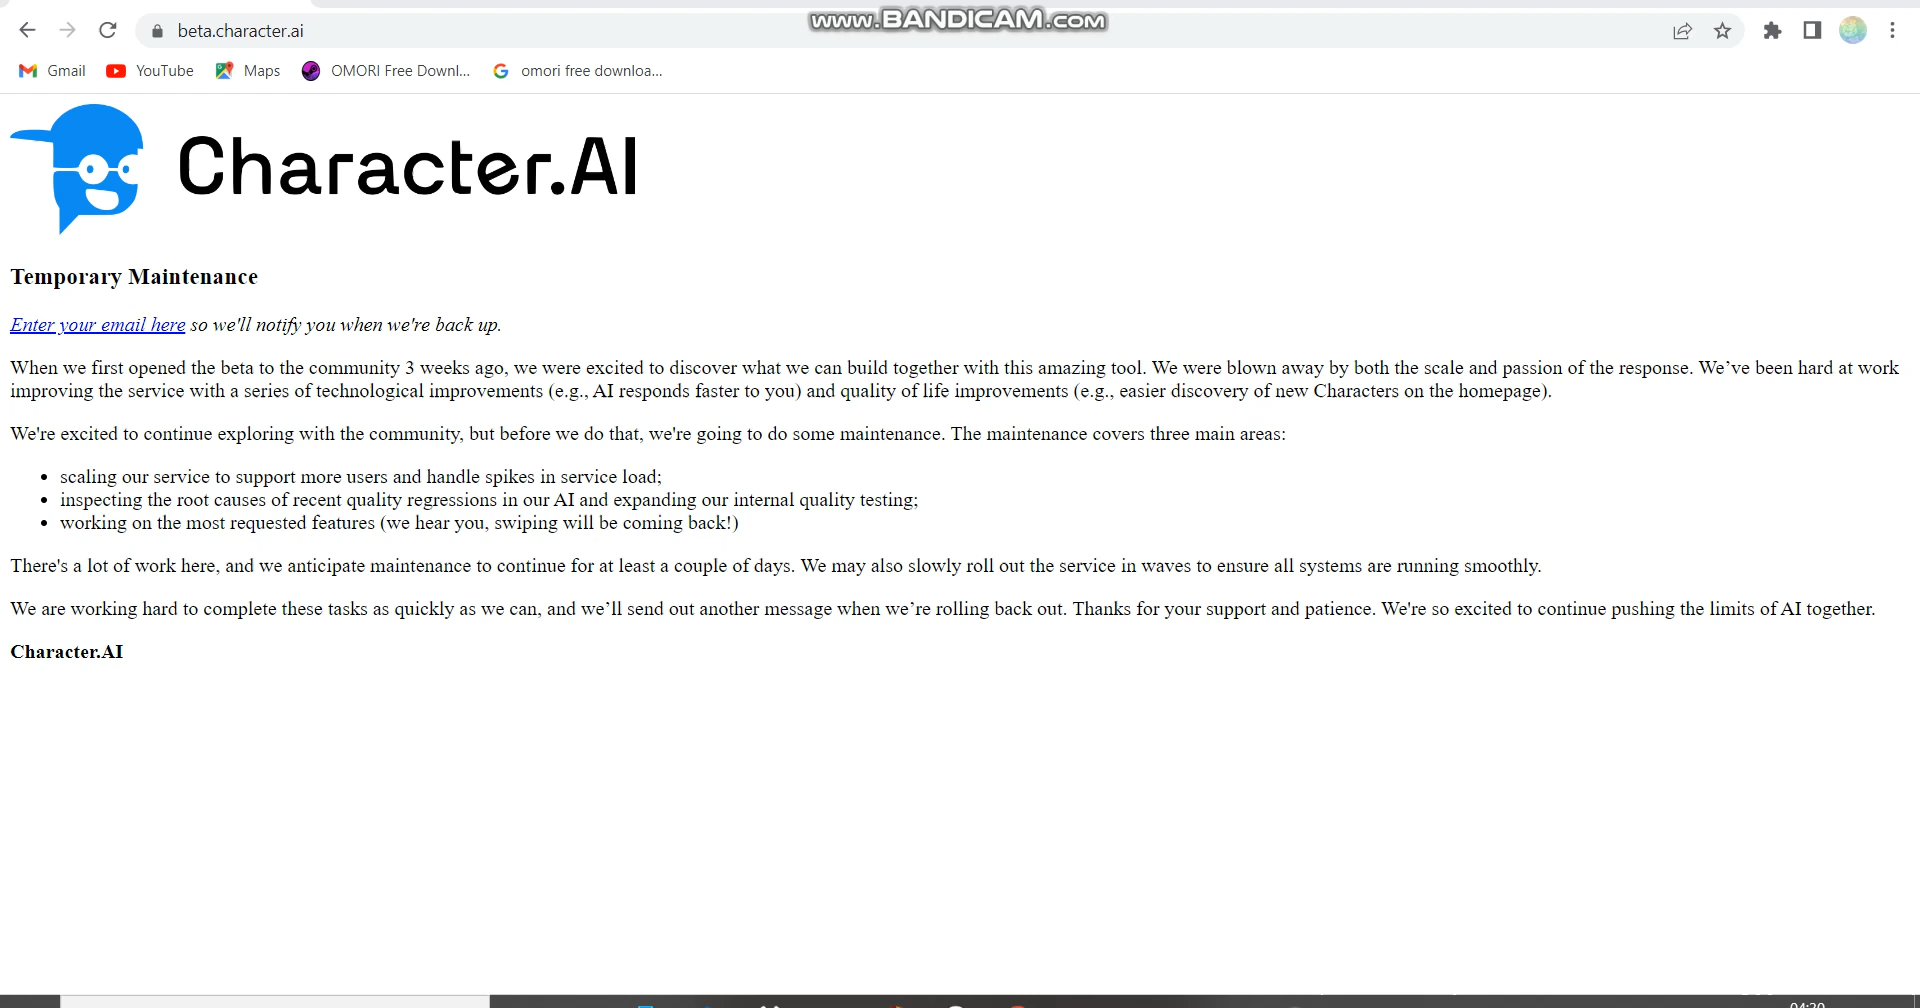 www.BANDICAM.com
beta.character.ai
Gmail YouTube Maps OMORI Free Downl... omori free downloa...
Character.AI
Temporary Maintenance
Enter your email here so we'll notify you when we're back up.
When we first opened the beta to the community 3 weeks ago, we were excited to discover what we can build together with this amazing tool. We were blown away by both the scale and passion of the response. We’ve been hard at work
improving the service with a series of technological improvements (e.g., AI responds faster to you) and quality of life improvements (e.g., easier discovery of new Characters on the homepage).
We're excited to continue exploring with the community, but before we do that, we're going to do some maintenance. The maintenance covers three main areas:
• scaling our service to support more users and handle spikes in service load;
• inspecting the root causes of recent quality regressions in our AI and expanding our internal quality testing;
• working on the most requested features (we hear you, swiping will be coming back!)
There's a lot of work here, and we anticipate maintenance to continue for at least a couple of days. We may also slowly roll out the service in waves to ensure all systems are running smoothly.
We are working hard to complete these tasks as quickly as we can, and we’ll send out another message when we’re rolling back out. Thanks for your support and patience. We're so excited to continue pushing the limits of AI together.
Character.AI